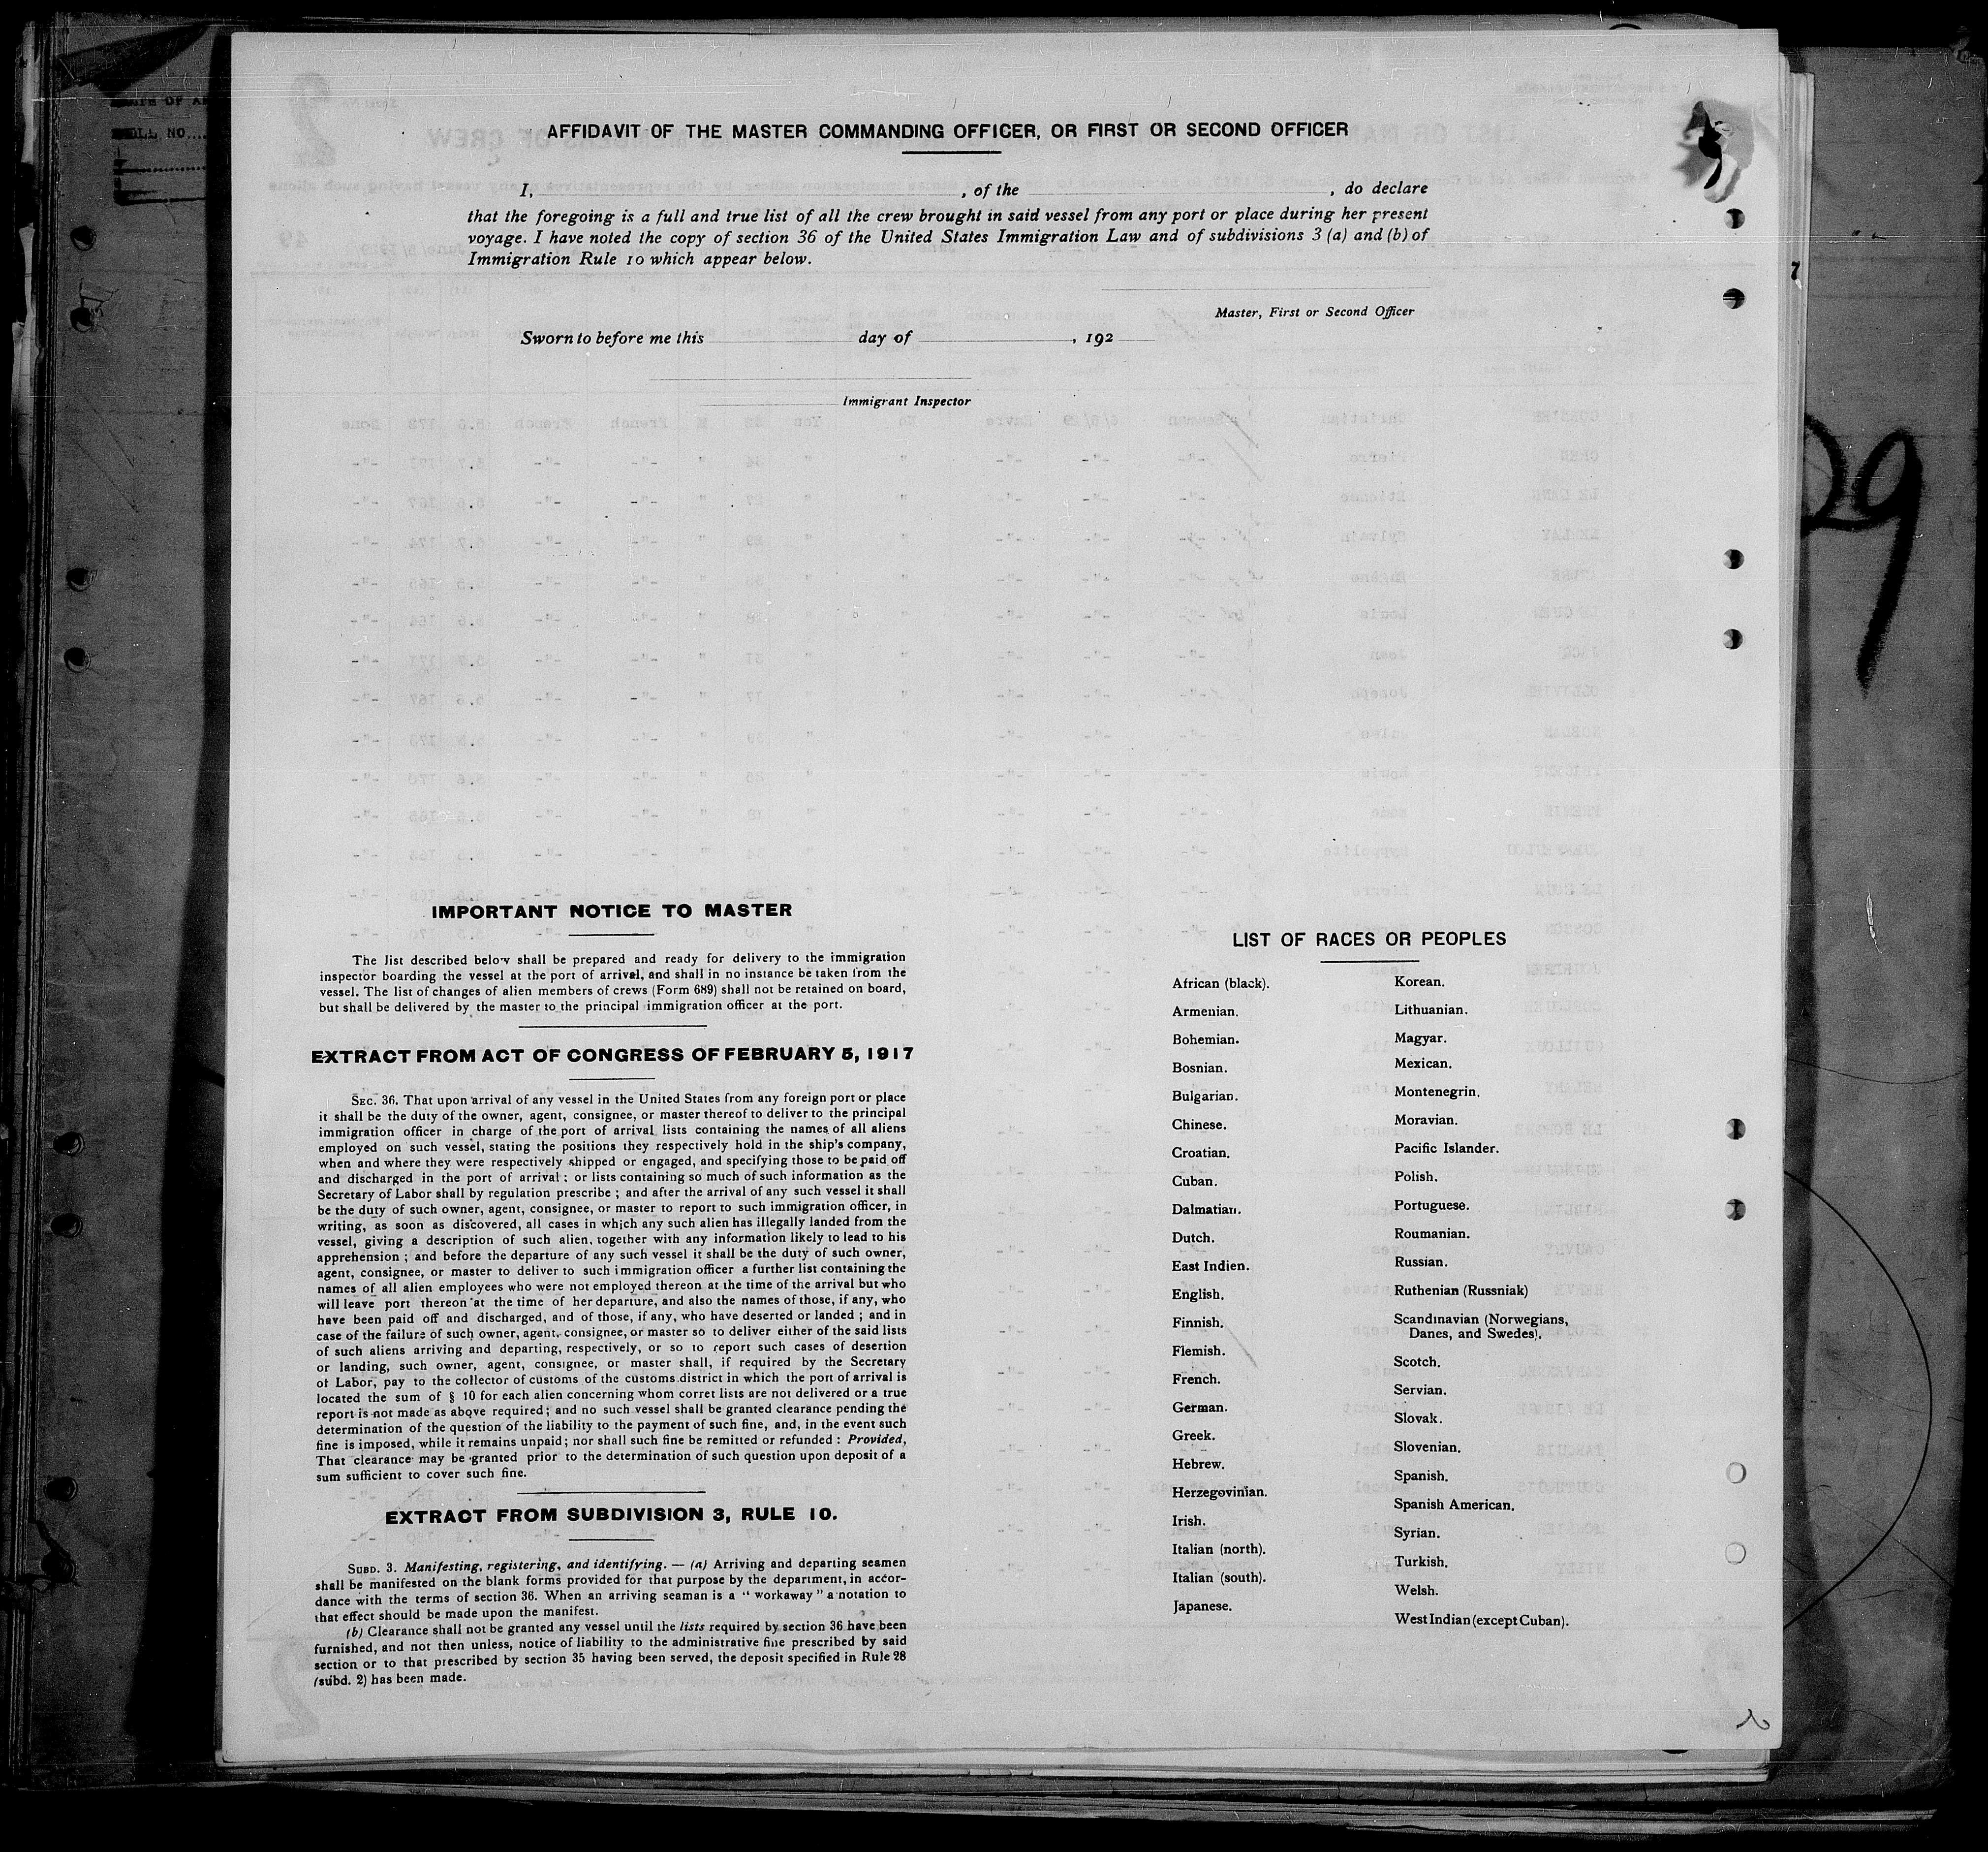 AFFIDAVIT OF THE MASTER COMMANDING OFFICER, OR FIRST OR SECOND OFFICER
I, , of the , do declare
that the foregoing is a full and true list of all the crew brought in said vessel from any port or place during her present
voyage. I have noted the copy of section 36 of the United States Immigration Law and of subdivisions 3 (a) and (b) of
Immigration Rule 10 which appear below.
Master, First or Second Officer
Sworn to before me this day of , 192
Immigrant Inspector
IMPORTANT NOTICE TO MASTER
The list described below shall be prepared and ready for delivery to the immigration
inspector boarding the vessel at the port of arrival, and shall in no instance be taken from the
vessel. The list of changes of alien members of crews (Form 689) shall not be retained on board,
but shall be delivered by the master to the principal immigration officer at the port.
EXTRACT FROM ACT OF CONGRESS OF FEBRUARY 5, 1917
SEC. 36. That upon arrival of any vessel in the United States from any foreign port or place
it shall be the duty of the owner, agent, consignee, or master thereof to deliver to the principal
immigration officer in charge of the port of arrival lists containing the names of all aliens
employed on such vessel, stating the positions they respectively hold in the ship's company,
when and where they were respectively shipped or engaged, and specifying those to be paid off
and discharged in the port of arrival ; or lists containing so much of such information as the
Secretary of Labor shall by regulation prescribe ; and after the arrival of any such vessel it shall
be the duty of such owner, agent, consignee, or master to report to such immigration officer, in
writing, as soon as discovered, all cases in which any such alien has illegally landed from the
vessel, giving a description of such alien, together with any information likely to lead to his
apprehension ; and before the departure of any such vessel it shall be the duty of such owner,
agent, consignee, or master to deliver to such immigration officer a further list containing the
names of all alien employees who were not employed thereon at the time of the arrival but who
will leave port thereon at the time of her departure, and also the names of those, if any, who
have been paid off and discharged, and of those, if any, who have deserted or landed ; and in
case of the failure of such owner, agent, consignee, or master so to deliver either of the said lists
of such aliens arriving and departing, respectively, or so to report such cases of desertion
or landing, such owner, agent, consignee, or master shall, if required by the Secretary
of Labor, pay to the collector of customs of the customs district in which the port of arrival is
located the sum of § 10 for each alien concerning whom corret lists are not delivered or a true
report is not made as above required ; and no such vessel shall be granted clearance pending the
determination of the question of the liability to the payment of such fine, and, in the event such
fine is imposed, while it remains unpaid ; nor shall such fine be remitted or refunded : Provided,
That clearance may be granted prior to the determination of such question upon deposit of a
sum sufficient to cover such fine.
EXTRACT FROM SUBDIVISION 3, RULE 10.
SUBD. 3. Manifesting, registering, and identifying. — (a) Arriving and departing seamen
shall be manifested on the blank forms provided for that purpose by the department, in accor-
dance with the terms of section 36. When an arriving seaman is a " workaway " a notation to
that effect should be made upon the manifest.
(b) Clearance shall not be granted any vessel until the lists required by section 36 have been
furnished, and not then unless, notice of liability to the administrative fine prescribed by said
section or to that prescribed by section 35 having been served, the deposit specified in Rule 28
(subd. 2) has been made.
LIST OF RACES OR PEOPLES
African (black).
Armenian.
Bohemian.
Bosnian.
Bulgarian.
Chinese.
Croatian.
Cuban.
Dalmatian.
Dutch.
East Indien.
English.
Finnish.
Flemish.
French.
German.
Greek.
Hebrew.
Herzegovinian.
Irish.
Italian (north).
Italian (south).
Japanese.
Korean.
Lithuanian.
Magyar.
Mexican.
Montenegrin.
Moravian.
Pacific Islander.
Polish.
Portuguese.
Roumanian.
Russian.
Ruthenian (Russniak)
Scandinavian (Norwegians,
Danes, and Swedes).
Scotch.
Servian.
Slovak.
Slovenian.
Spanish.
Spanish American.
Syrian.
Turkish.
Welsh.
West Indian (except Cuban).